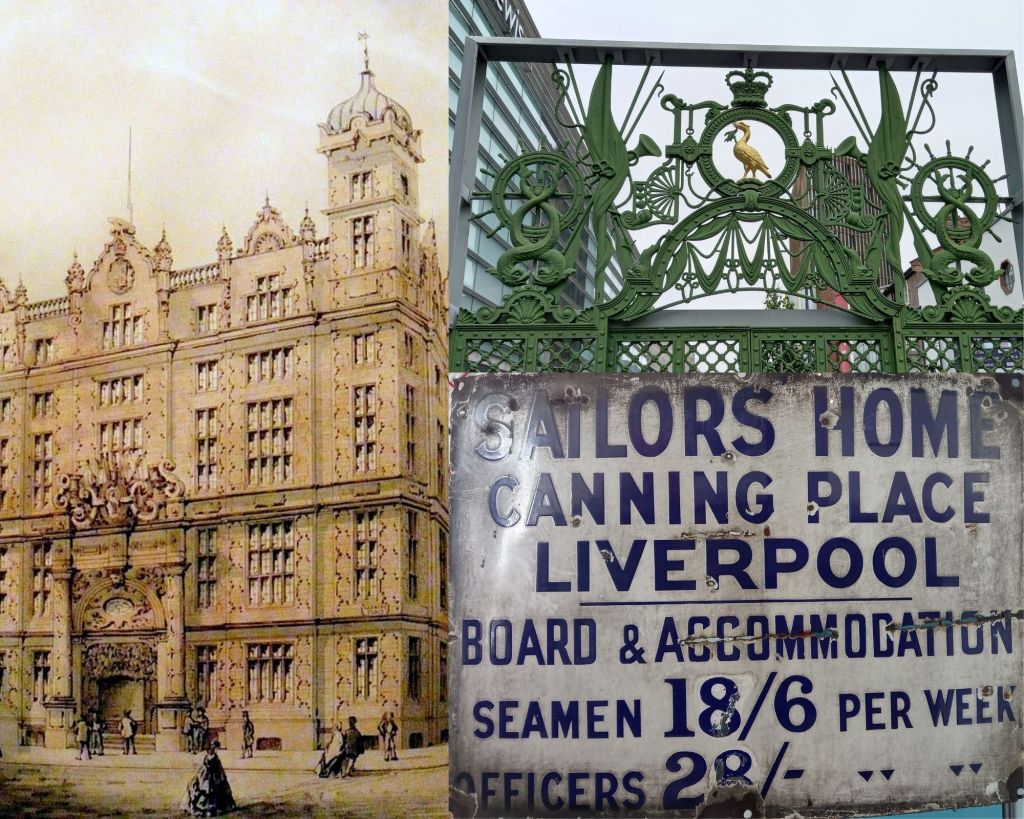 SAILORS' HOME
CANNING PLACE
LIVERPOOL
BOARD & ACCOMMODATION
SEAMEN 18/6 PER WEEK
OFFICERS 28/- " "